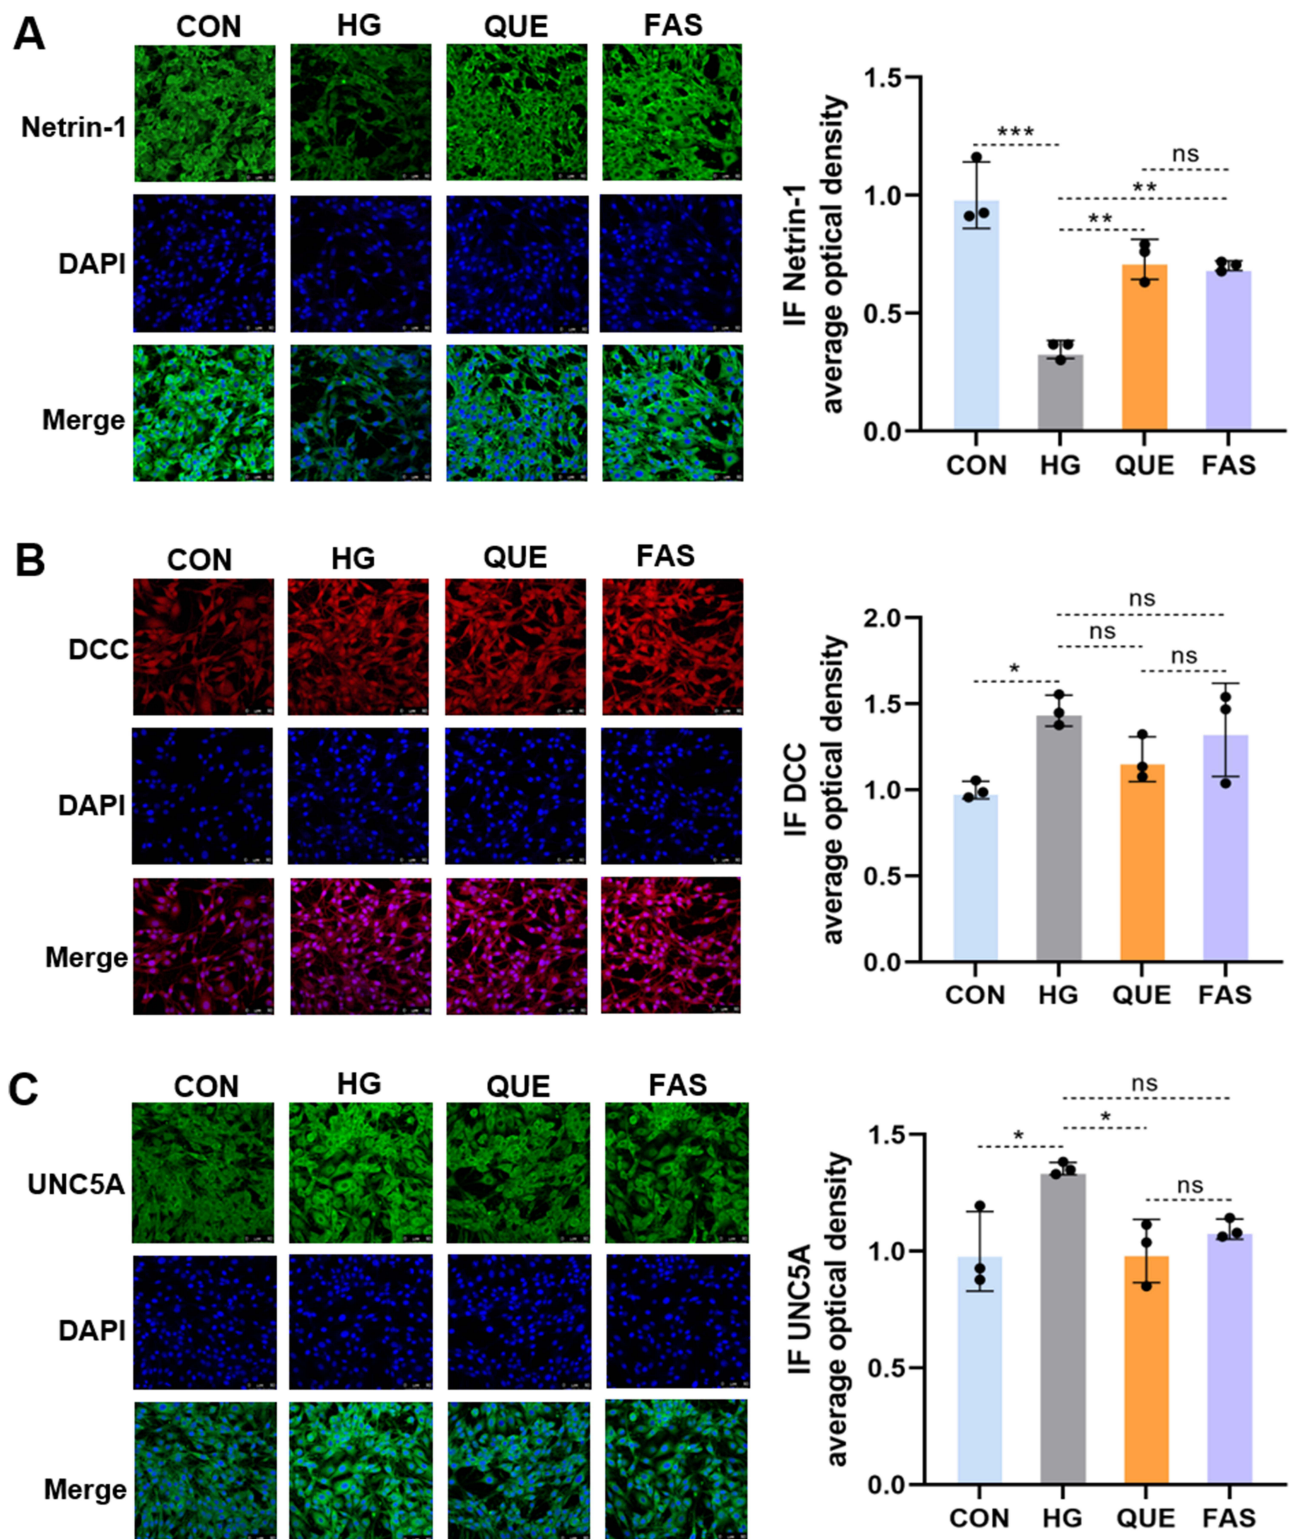 A
CON HG QUE FAS
Netrin-1
DAPI
Merge
IF Netrin-1
average optical density
1.5
1.0
0.5
0.0
***
ns
**
**
CON HG QUE FAS
B
CON HG QUE FAS
DCC
DAPI
Merge
IF DCC
average optical density
2.0
1.5
1.0
0.5
0.0
ns
ns
ns
*
CON HG QUE FAS
C
CON HG QUE FAS
UNC5A
DAPI
Merge
IF UNC5A
average optical density
1.5
1.0
0.5
0.0
ns
*
*
ns
CON HG QUE FAS